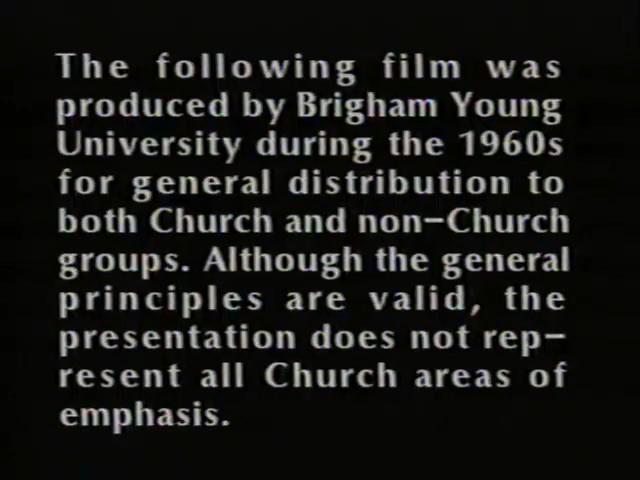 The following film was
produced by Brigham Young
University during the 1960s
for general distribution to
both Church and non-Church
groups. Although the general
principles are valid, the
presentation does not rep-
resent all Church areas of
emphasis.